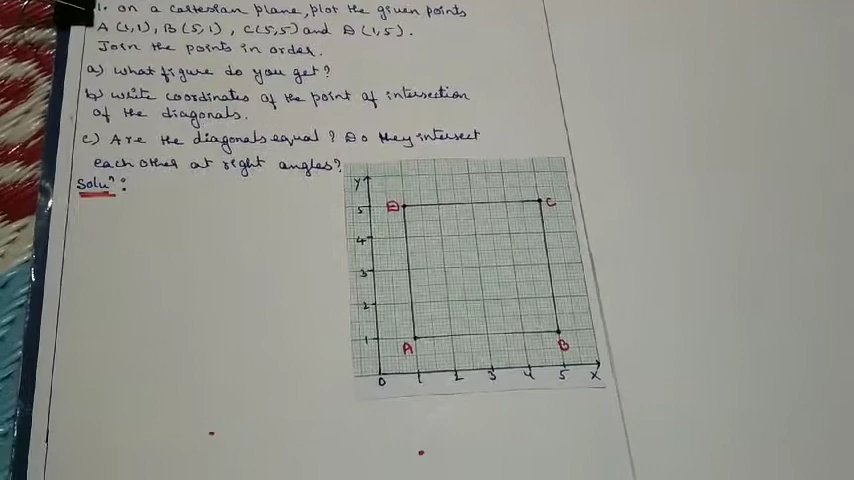 1. on a cartesian plane, plot the given points
A (1,1), B (5,1), C (5,5) and D (1,5).
Join the points in order.
a) what figure do you get?
b) write coordinates of the point of intersection
of the diagonals.
c) Are the diagonals equal? Do they intersect
each other at right angles?
Soluⁿ:
Y
5 D C
4
3
2
1 A B
0 1 2 3 4 5 X